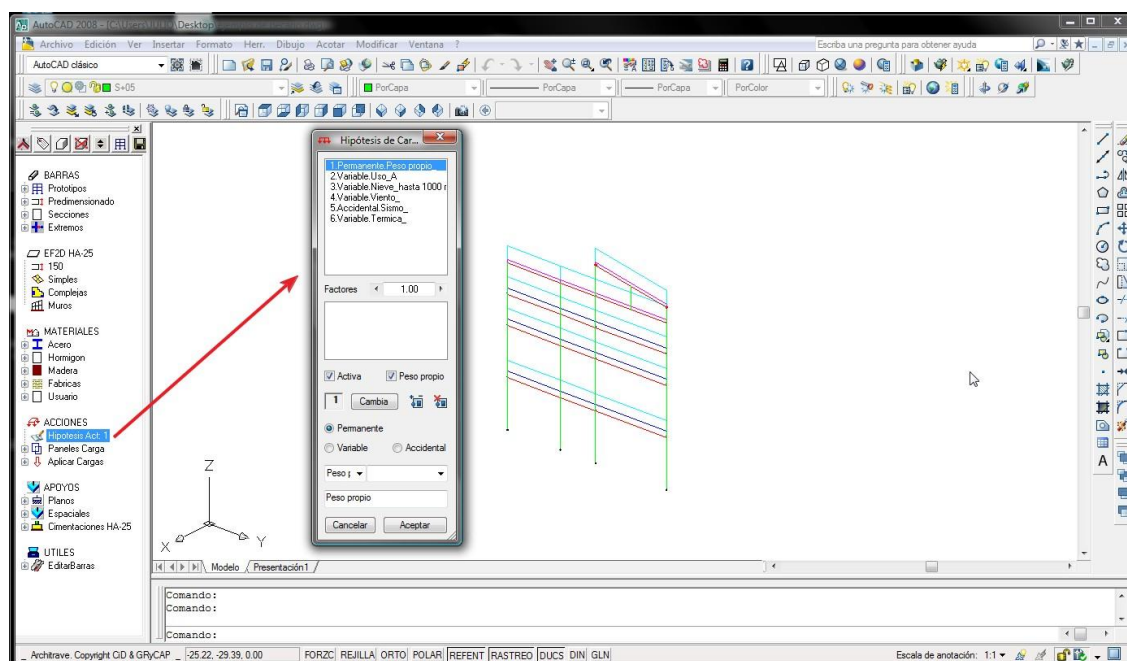 AutoCAD 2008 - [C:\Users\JULIO\Desktop
Archivo Edición Ver Insertar Formato Herr. Dibujo Acotar Modificar Ventana ?
Escriba una pregunta para obtener ayuda
AutoCAD clásico
S+05
PorCapa
PorCapa
PorCapa
PorColor
BARRAS
Prototipos
Predimensionado
Secciones
Extremos
EF2D HA-25
150
Simples
Complejas
Muros
MATERIALES
Acero
Hormigon
Madera
Fabricas
Usuario
ACCIONES
Hipotesis Act: 1
Paneles Carga
Aplicar Cargas
APOYOS
Planos
Espaciales
Cimentaciones HA-25
UTILES
EditarBarras
Hipótesis de Car...
1.Permanente.Peso propio_
2.Variable.Uso_A
3.Variable.Nieve_hasta 1000 r
4.Variable.Viento_
5.Accidental.Sismo_
6.Variable.Termica_
Factores 1.00
Activa Peso propio
1 Cambia
Permanente
Variable Accidental
Peso p
Peso propio
Cancelar Aceptar
Z
X Y
Modelo Presentación1
Comando:
Comando:
Comando:
_ Architrave. Copyright CiD & GRyCAP _ -25.22, -29.39, 0.00 FORZC REJILLA ORTO POLAR REFENT RASTREO DUCS DIN GLN Escala de anotación: 1:1